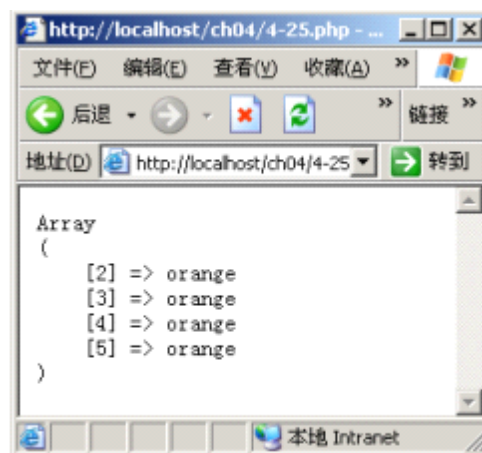 http://localhost/ch04/4-25.php - ...
文件(F) 编辑(E) 查看(V) 收藏(A) »
后退 » 链接 »
地址(D) http://localhost/ch04/4-25 转到
Array
(
[2] => orange
[3] => orange
[4] => orange
[5] => orange
)
本地 Intranet